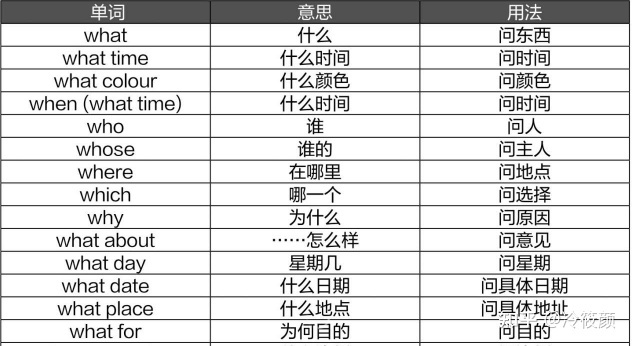 单词 意思 用法
what 什么 问东西
what time 什么时间 问时间
what colour 什么颜色 问颜色
when (what time) 什么时间 问时间
who 谁 问人
whose 谁的 问主人
where 在哪里 问地点
which 哪一个 问选择
why 为什么 问原因
what about ……怎么样 问意见
what day 星期几 问星期
what date 什么日期 问具体日期
what place 什么地点 问具体地址
what for 为何目的 问目的
知乎 @冷筱颜